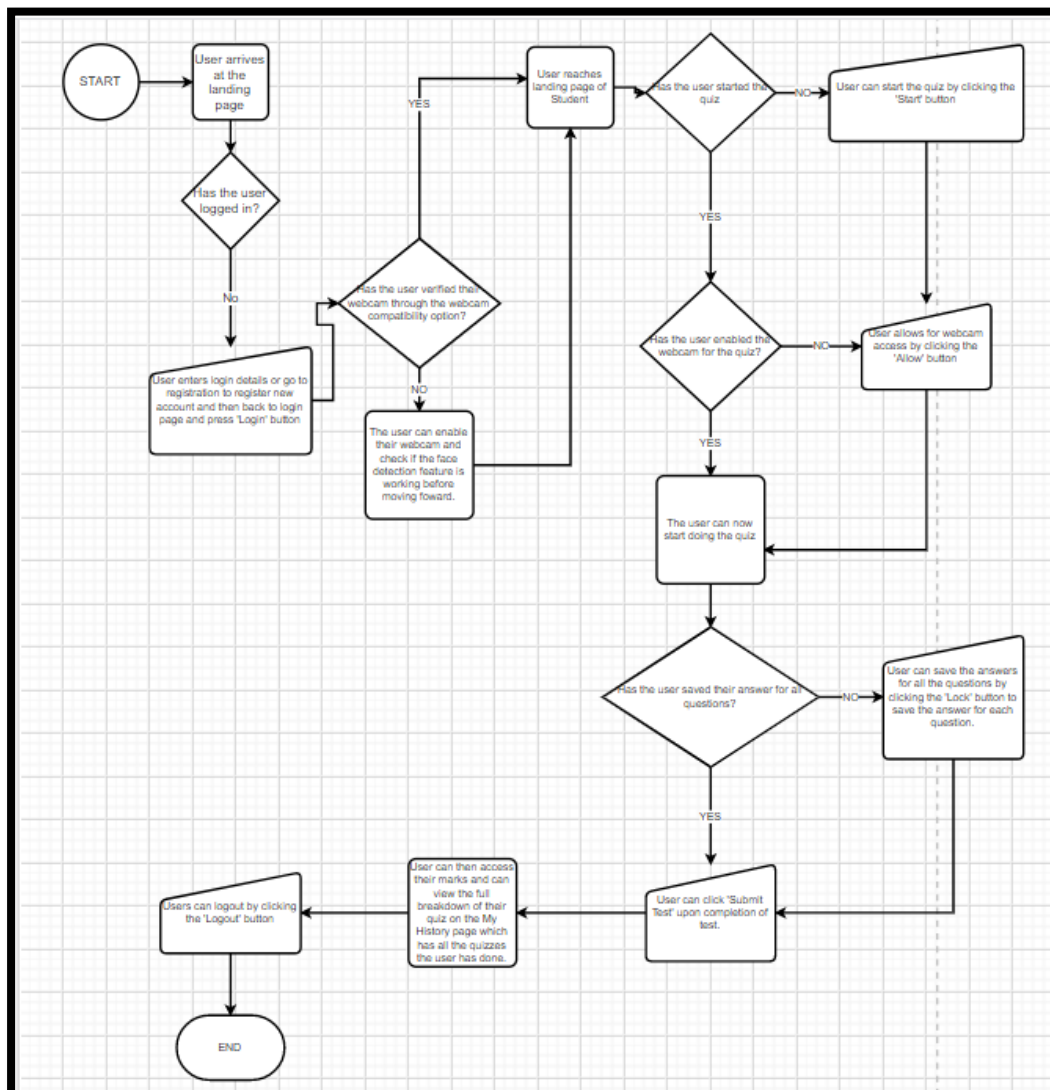 START
User arrives
at the
landing
page
Has the user
logged in?
No
User enters login details or go to
registration to register new
account and then back to login
page and press 'Login' button
Has the user verified their
webcam through the webcam
compatibility option?
YES
NO
The user can enable
their webcam and
check if the face
detection feature is
working before
moving foward.
User reaches
landing page of
Student
Has the user started the
quiz
NO
User can start the quiz by clicking the
'Start' button
YES
Has the user enabled the
webcam for the quiz?
NO
User allows for webcam
access by clicking the
'Allow' button
YES
The user can now
start doing the quiz
Has the user saved their answer for all
questions?
NO
User can save the answers
for all the questions by
clicking the 'Lock' button to
save the answer for each
question.
YES
User can click 'Submit
Test' upon completion of
test.
User can then access
their marks and can
view the full
breakdown of their
quiz on the My
History page which
has all the quizzes
the user has done.
Users can logout by clicking
the 'Logout' button
END